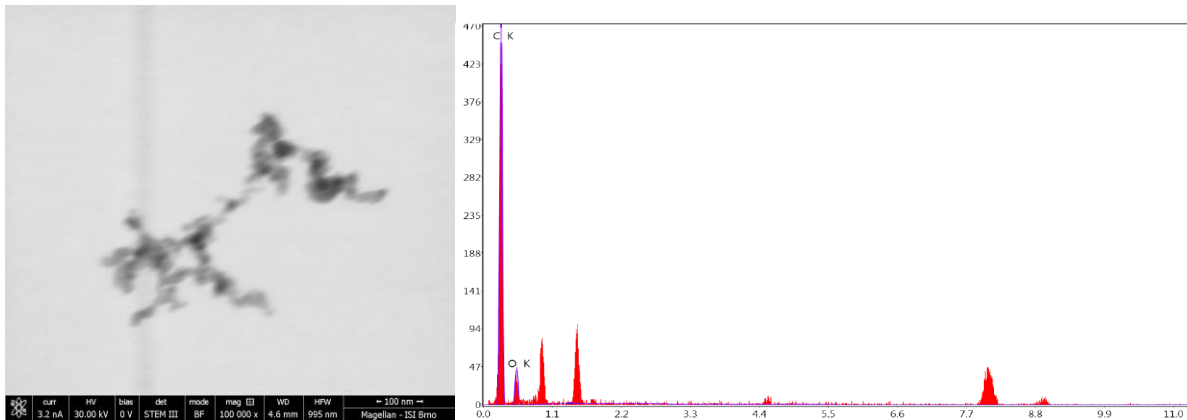 curr HV bias det mode mag WD HFW 100 nm
3.2 nA 30.00 kV 0 V STEM III BF 100 000 x 4.6 mm 995 nm Magellan - ISI Brno
470
C K
423
376
329
282
235
188
141
94
O K
47
0
0.0 1.1 2.2 3.3 4.4 5.5 6.6 7.7 8.8 9.9 11.0